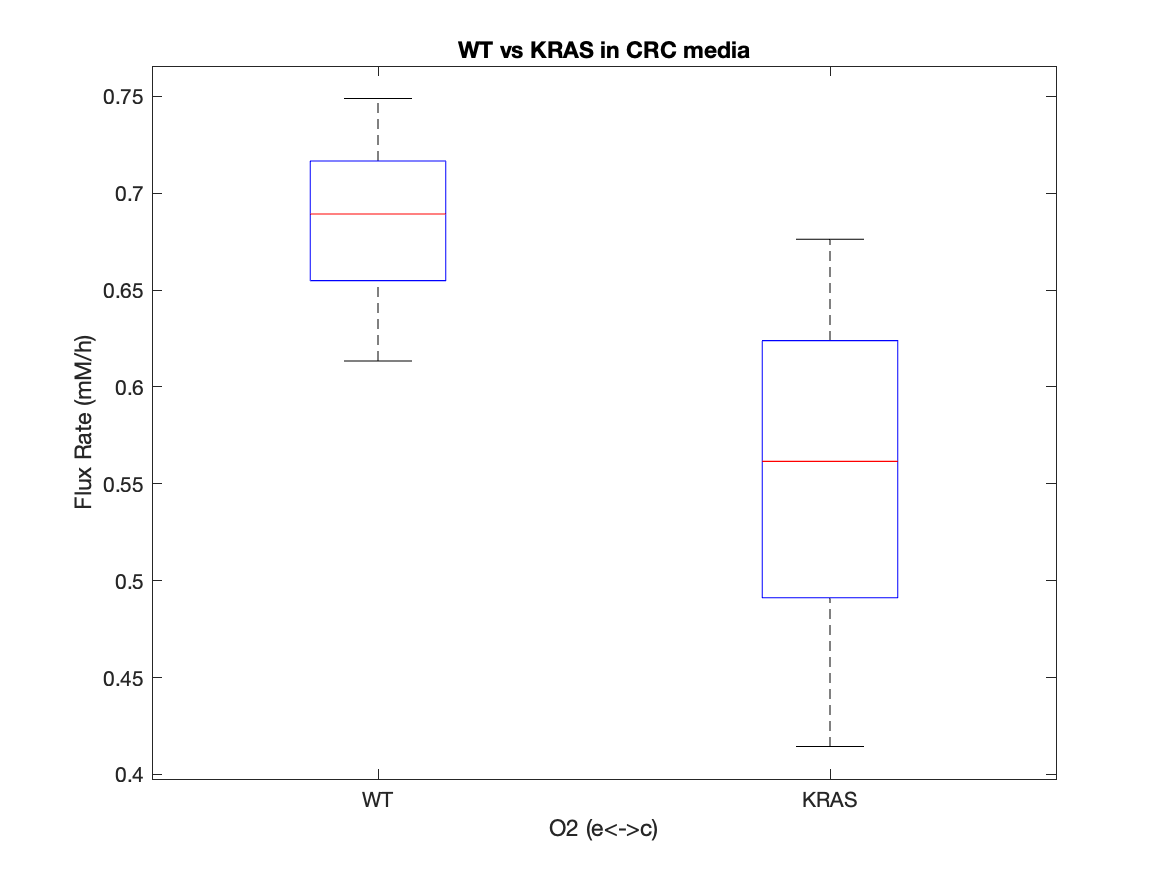 WT vs KRAS in CRC media
0.75
0.7
0.65
0.6
0.55
0.5
0.45
0.4
Flux Rate (mM/h)
WT
KRAS
O2 (e<->c)